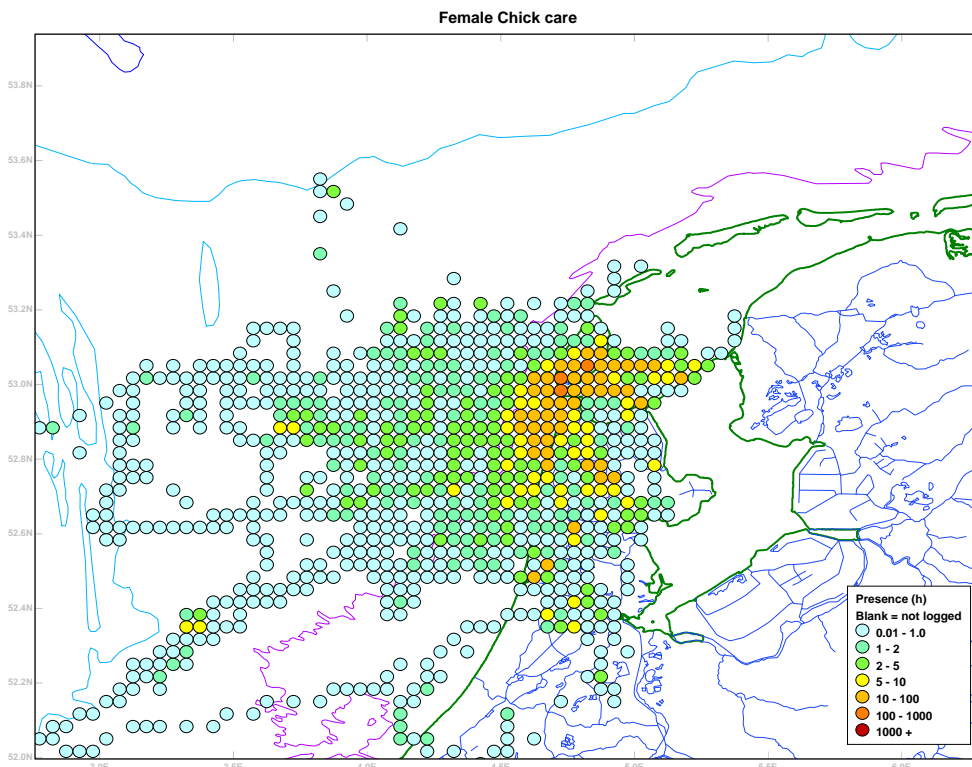 Female Chick care
53.8N
53.6N
53.4N
53.2N
53.0N
52.8N
52.6N
52.4N
52.2N
52.0N
Presence (h)
Blank = not logged
0.01 - 1.0
1 - 2
2 - 5
5 - 10
10 - 100
100 - 1000
1000 +